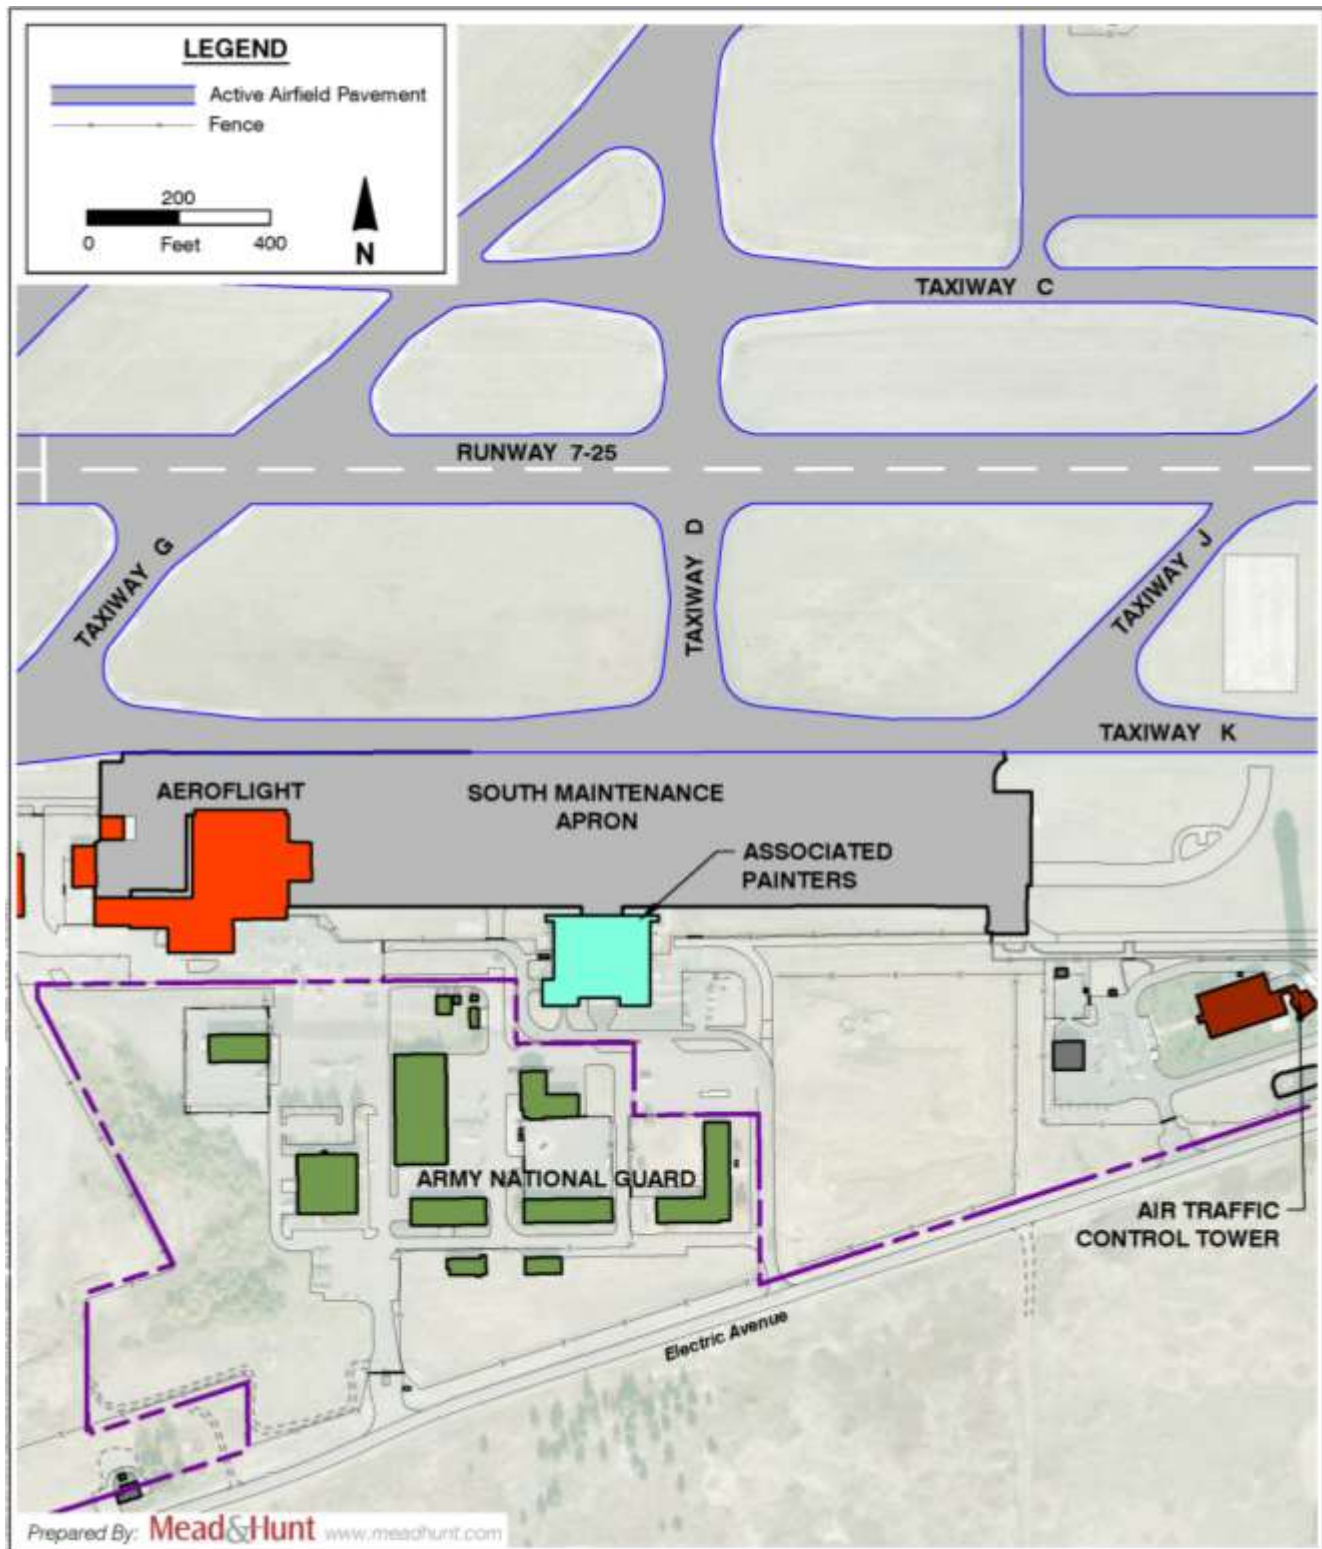 LEGEND
Active Airfield Pavement
Fence
200
0 Feet 400
N
TAXIWAY C
RUNWAY 7-25
TAXIWAY G
TAXIWAY D
TAXIWAY J
TAXIWAY K
AEROFLIGHT
SOUTH MAINTENANCE
APRON
ASSOCIATED
PAINTERS
ARMY NATIONAL GUARD
AIR TRAFFIC
CONTROL TOWER
Electric Avenue
Prepared By: Mead&Hunt www.meadhunt.com